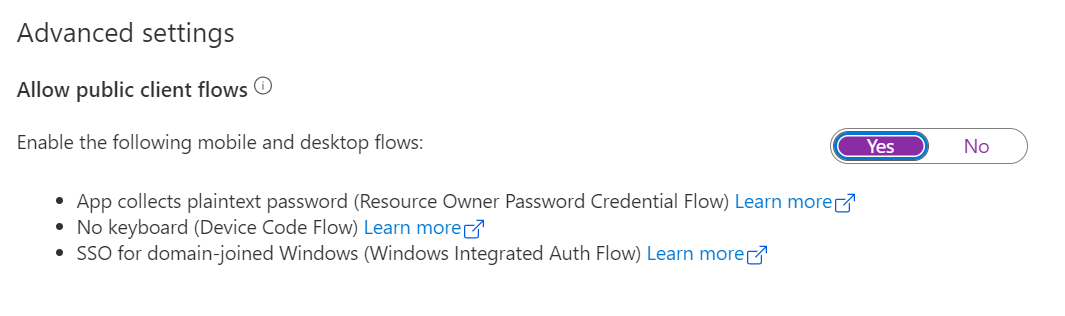 Advanced settings
Allow public client flows
Enable the following mobile and desktop flows:
Yes No
• App collects plaintext password (Resource Owner Password Credential Flow) Learn more
• No keyboard (Device Code Flow) Learn more
• SSO for domain-joined Windows (Windows Integrated Auth Flow) Learn more